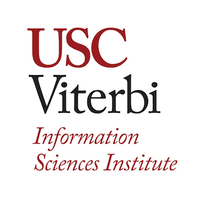 USC
Viterbi
Information
Sciences Institute